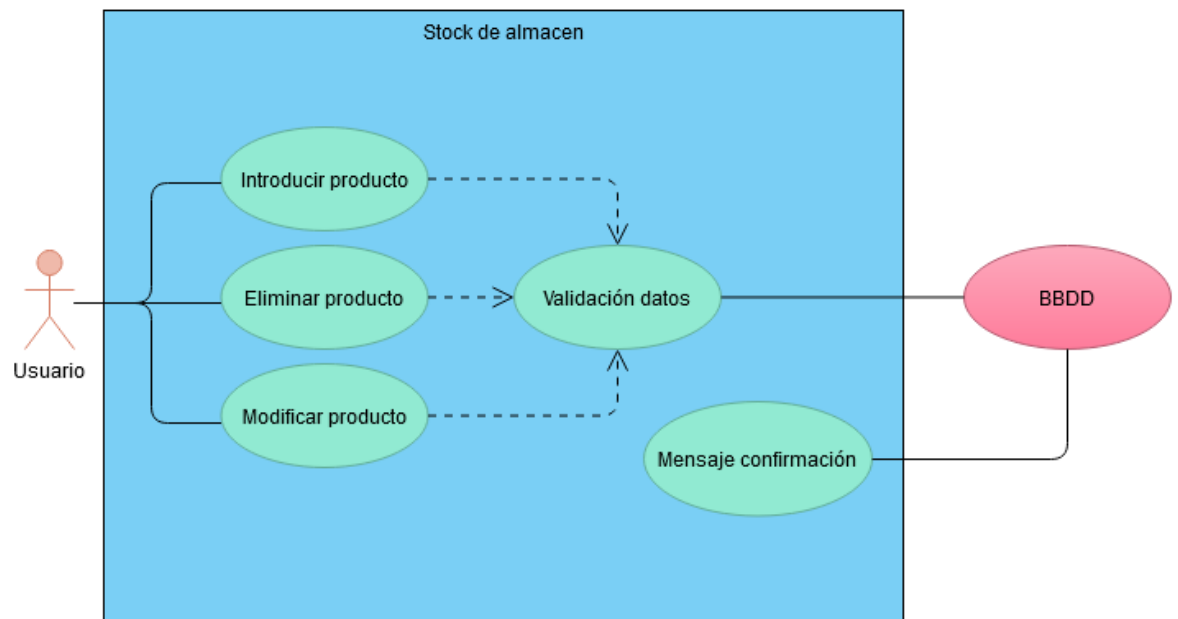 Stock de almacen
Introducir producto
Eliminar producto
Validación datos
BBDD
Usuario
Modificar producto
Mensaje confirmación